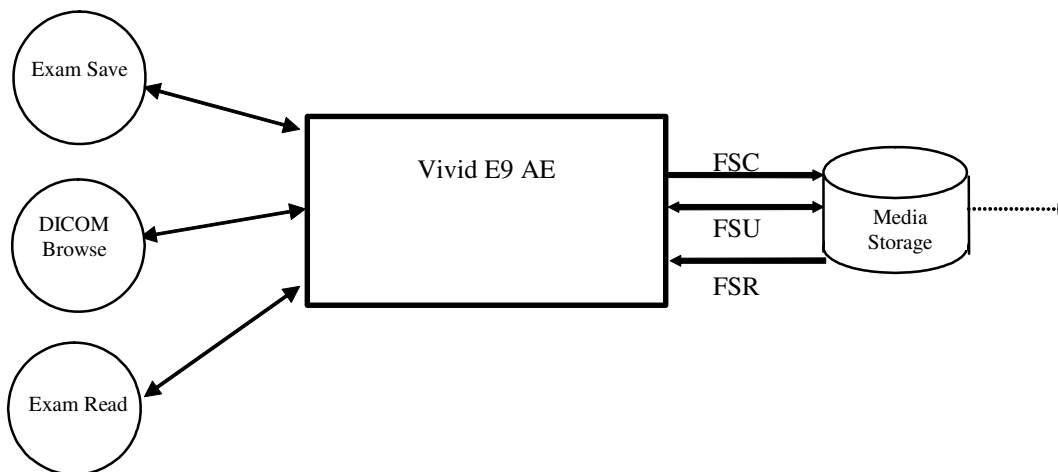 Exam Save
DICOM
Browse
Exam Read
Vivid E9 AE
FSC
FSU
FSR
Media
Storage